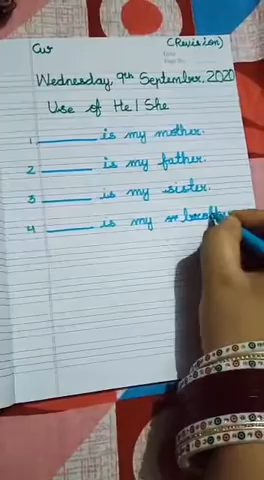 CW (Revision)
Wednesday, 9th September, 2020
Use of He / She
1 ______ is my mother.
2 ______ is my father.
3 ______ is my sister.
4 ______ is my